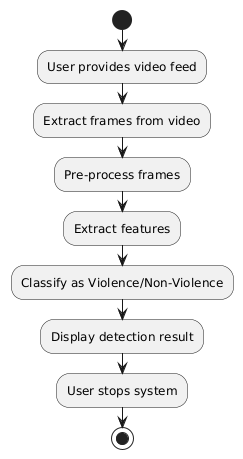 User provides video feed
Extract frames from video
Pre-process frames
Extract features
Classify as Violence/Non-Violence
Display detection result
User stops system